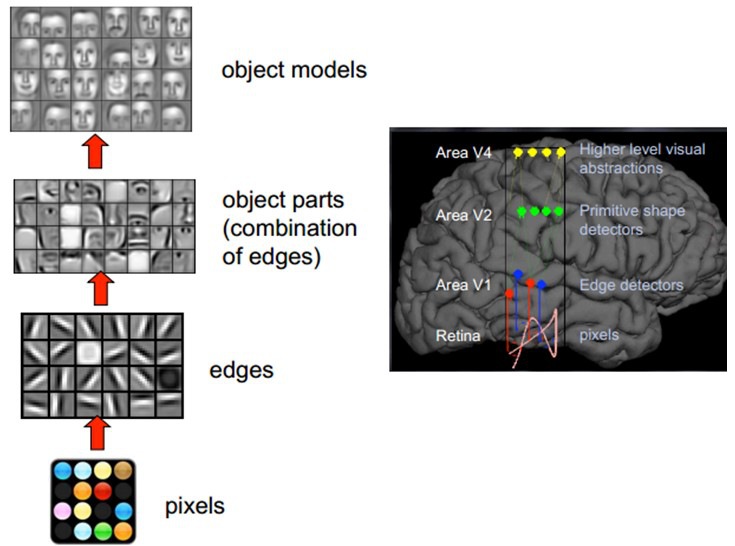 object models
object parts
(combination
of edges)
edges
pixels
Area V4
Higher level visual
abstractions
Area V2
Primitive shape
detectors
Area V1
Edge detectors
Retina
pixels